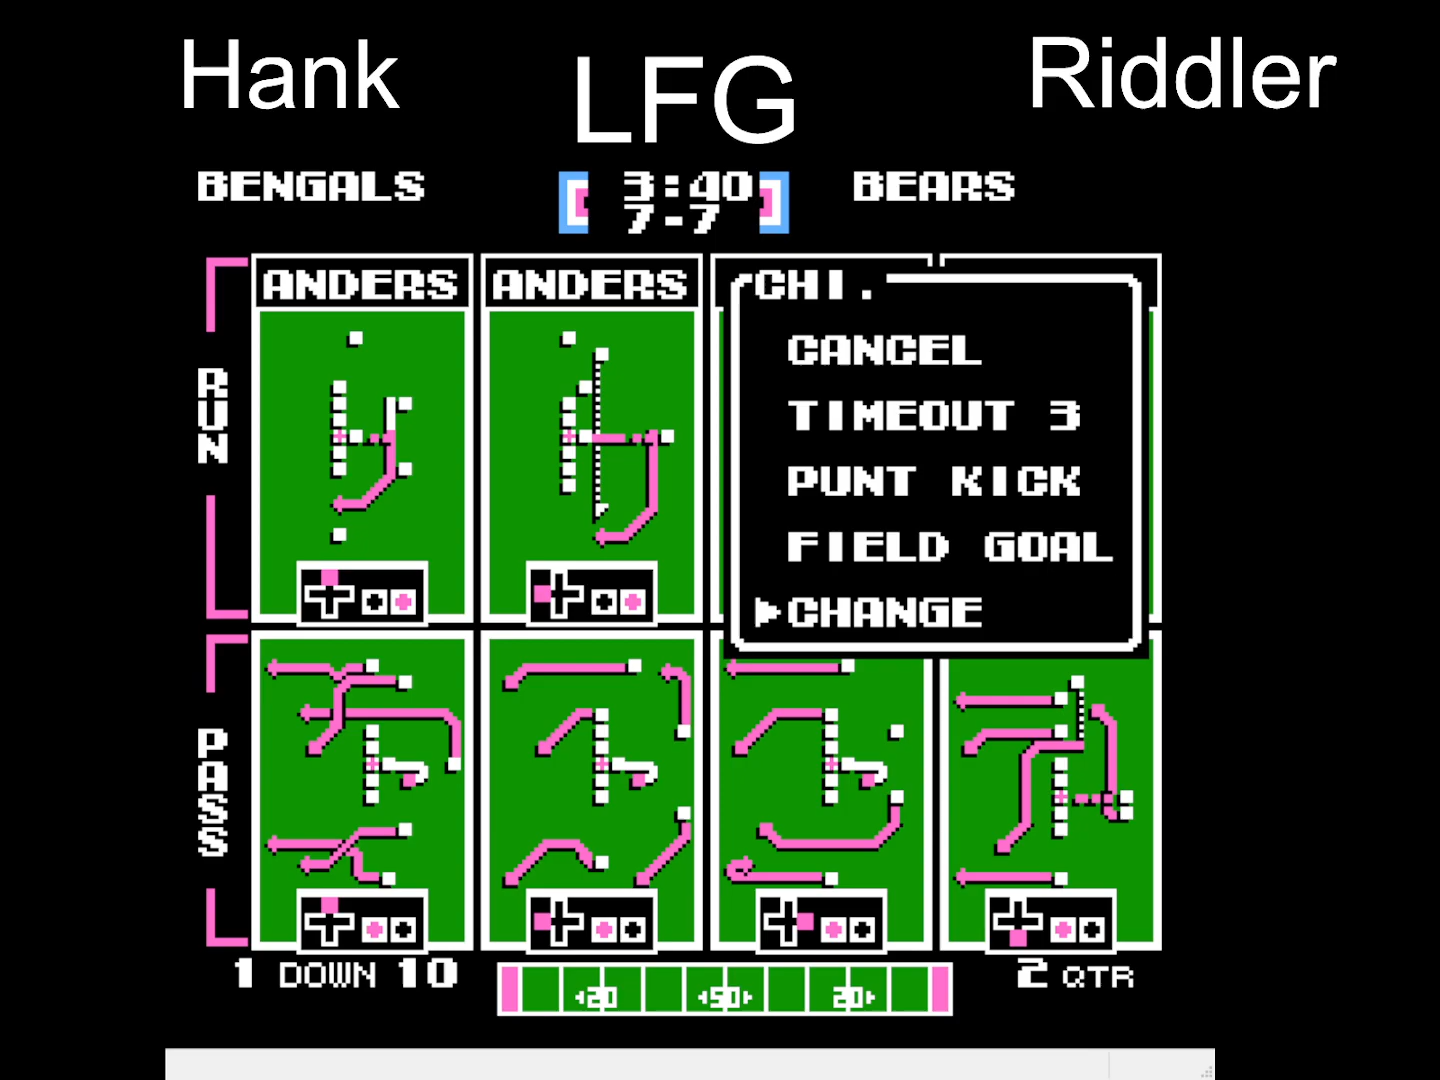 Hank
LFG
Riddler
BENGALS
3:40
BEARS
7-7
ANDERS
ANDERS
CHI.
CANCEL
TIMEOUT 3
PUNT KICK
FIELD GOAL
CHANGE
RUN
PASS
1 DOWN 10
20 50 20
2 QTR